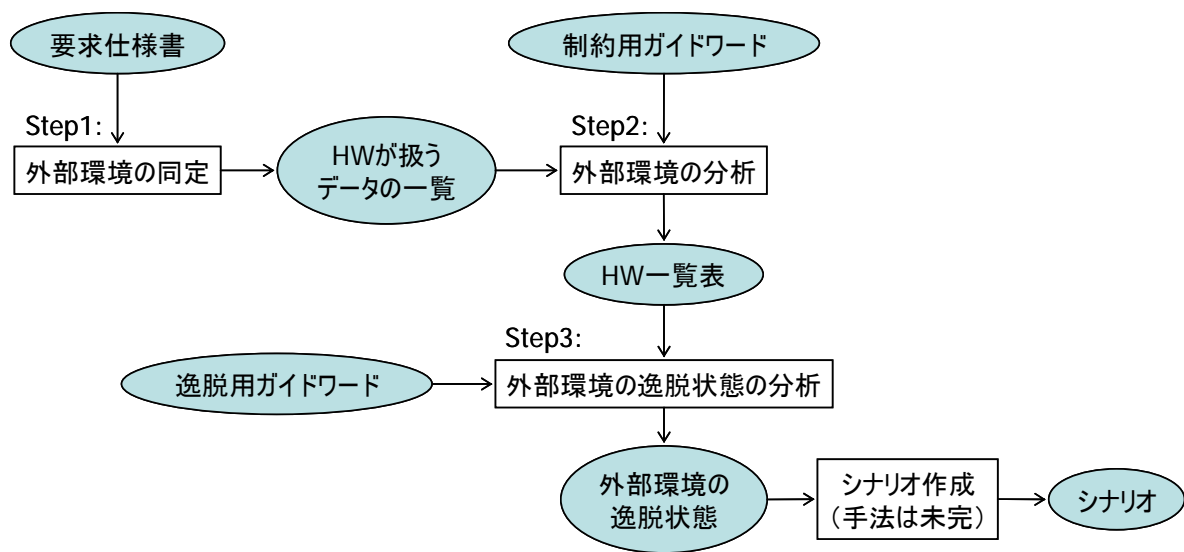 要求仕様書
制約用ガイドワード
Step1:
Step2:
外部環境の同定
HWが扱う
データの一覧
外部環境の分析
HW一覧表
Step3:
逸脱用ガイドワード
外部環境の逸脱状態の分析
外部環境の
逸脱状態
シナリオ作成
（手法は未完）
シナリオ